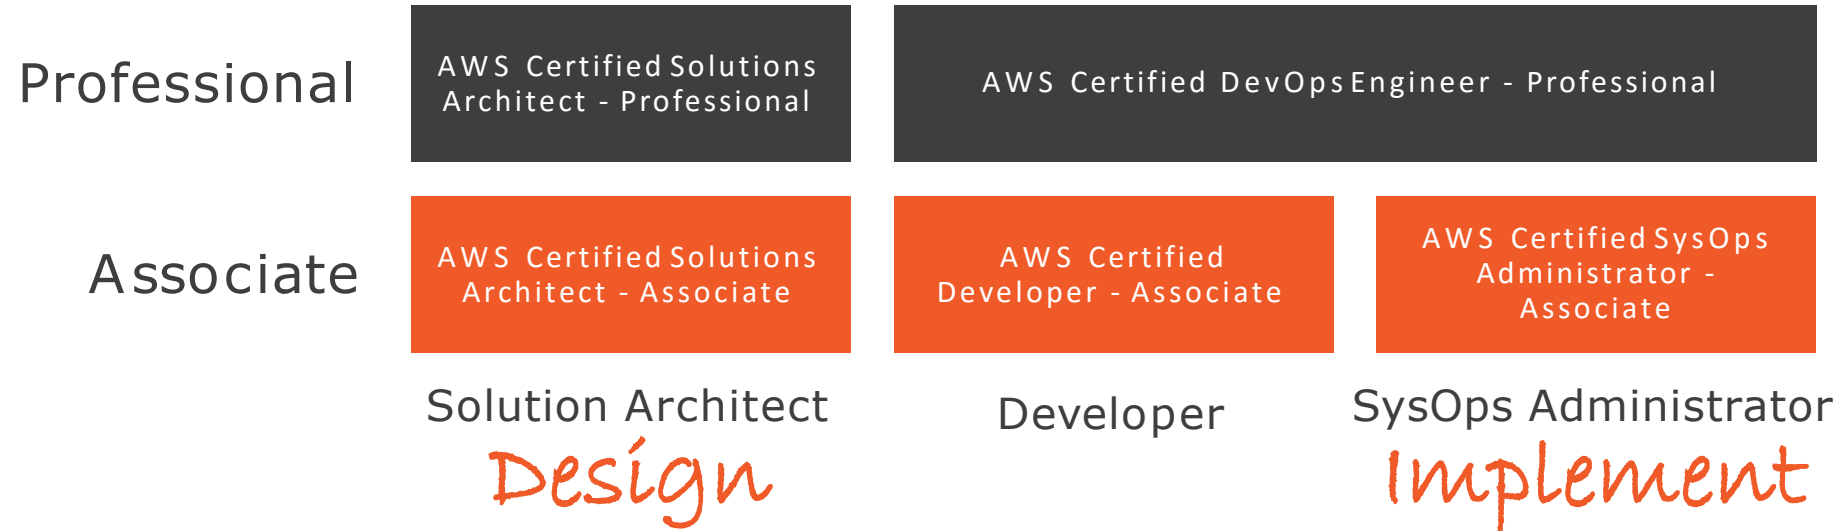 Professional
AWS Certified Solutions
Architect - Professional
AWS Certified DevOps Engineer - Professional
Associate
AWS Certified Solutions
Architect - Associate
AWS Certified
Developer - Associate
AWS Certified SysOps
Administrator -
Associate
Solution Architect
Developer
SysOps Administrator
Design
Implement